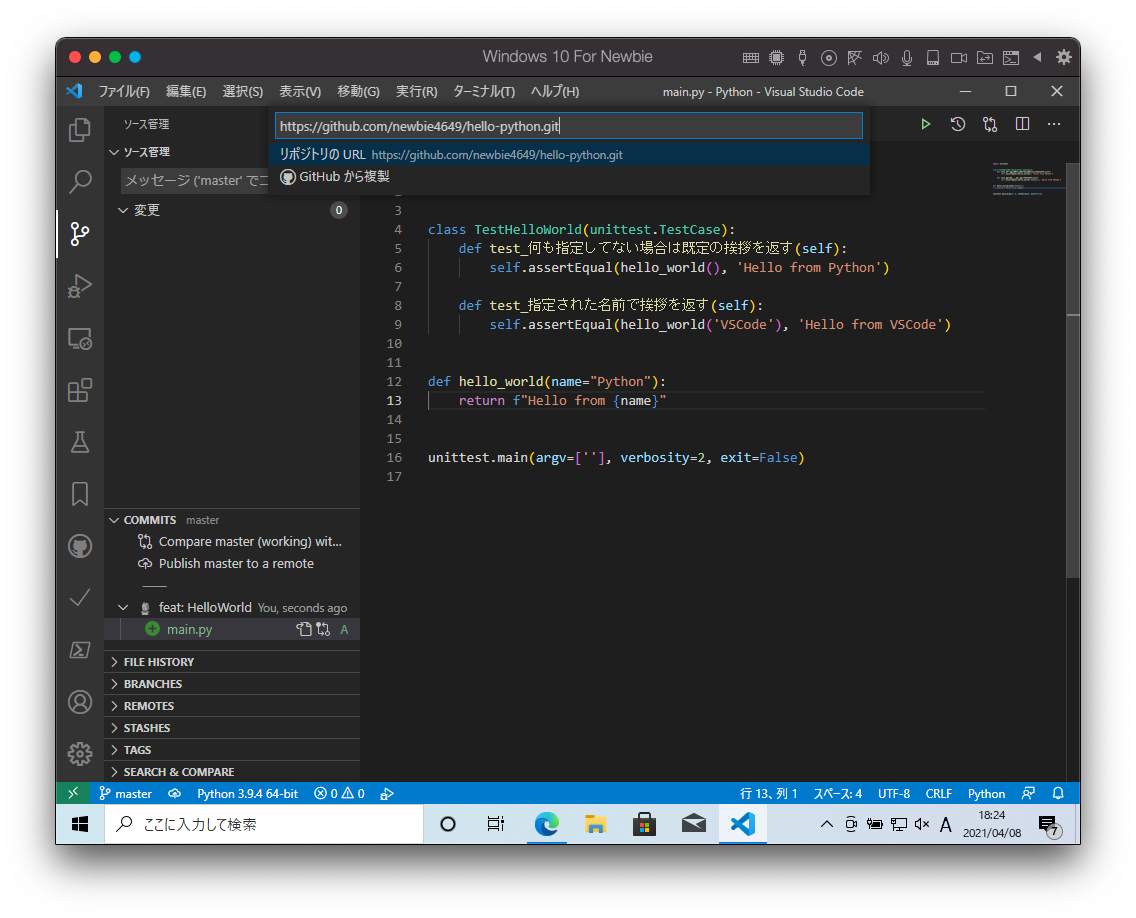 Windows 10 For Newbie
ファイル(F) 編集(E) 選択(S) 表示(V) 移動(G) 実行(R) ターミナル(T) ヘルプ(H) main.py - Python - Visual Studio Code
ソース管理
https://github.com/newbie4649/hello-python.git
ソース管理
リポジトリの URL https://github.com/newbie4649/hello-python.git
メッセージ ('master' でコ
GitHub から複製
変更 0
3
4 class TestHelloWorld(unittest.TestCase):
5 def test_何も指定してない場合は既定の挨拶を返す(self):
6 self.assertEqual(hello_world(), 'Hello from Python')
7
8 def test_指定された名前で挨拶を返す(self):
9 self.assertEqual(hello_world('VSCode'), 'Hello from VSCode')
10
11
12 def hello_world(name="Python"):
13 return f"Hello from {name}"
14
15
16 unittest.main(argv=[''], verbosity=2, exit=False)
17
COMMITS master
Compare master (working) wit...
Publish master to a remote
feat: HelloWorld You, seconds ago
main.py A
FILE HISTORY
BRANCHES
REMOTES
STASHES
TAGS
SEARCH & COMPARE
master Python 3.9.4 64-bit 0 0 行 13、列 1 スペース: 4 UTF-8 CRLF Python
ここに入力して検索
A 18:24
2021/04/08
7